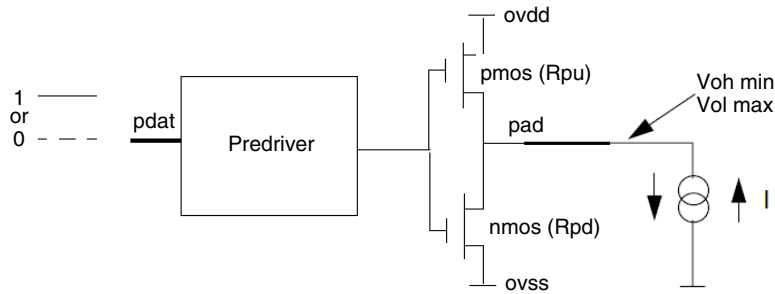 ovdd
pmos (Rpu)
Voh min
Vol max
1
or
0
pdat
Predriver
pad
I
nmos (Rpd)
ovss